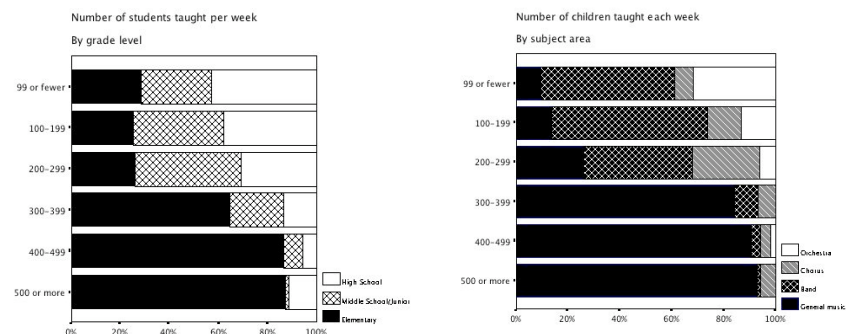 Number of students taught per week
By grade level
99 or fewer
100-199
200-299
300-399
400-499
500 or more
0% 20% 40% 60% 80% 100%
High School
Middle School/Junior
Elementary
Number of children taught each week
By subject area
99 or fewer
100-199
200-299
300-399
400-499
500 or more
0% 20% 40% 60% 80% 100%
Orchestra
Chorus
Band
General music